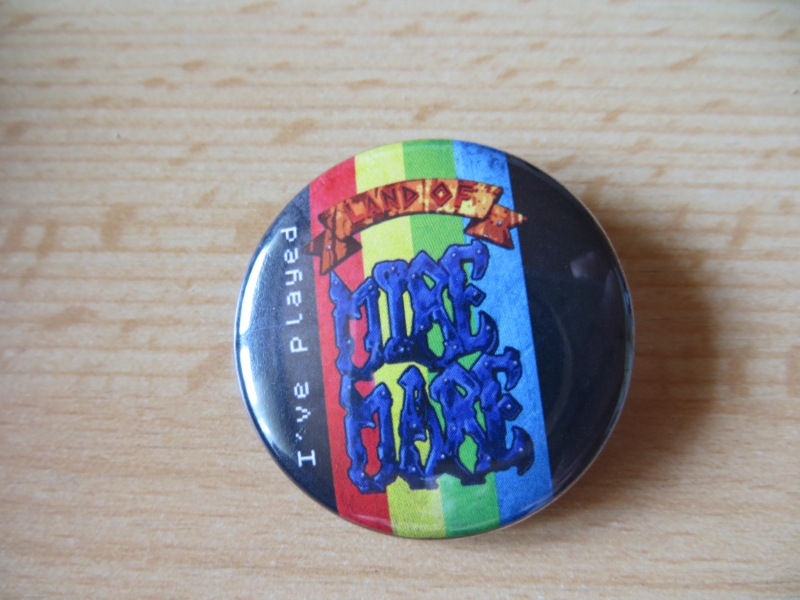 I've played
LAND OF
MIRE
MARE